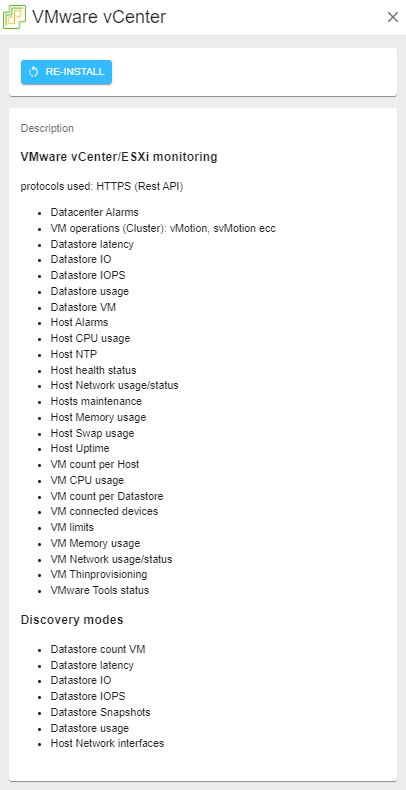 VMware vCenter
RE-INSTALL
Description
VMware vCenter/ESXi monitoring
protocols used: HTTPS (Rest API)
Datacenter Alarms
VM operations (Cluster): vMotion, svMotion ecc
Datastore latency
Datastore IO
Datastore IOPS
Datastore usage
Datastore VM
Host Alarms
Host CPU usage
Host NTP
Host health status
Host Network usage/status
Hosts maintenance
Host Memory usage
Host Swap usage
Host Uptime
VM count per Host
VM CPU usage
VM count per Datastore
VM connected devices
VM limits
VM Memory usage
VM Network usage/status
VM Thinprovisioning
VMware Tools status
Discovery modes
Datastore count VM
Datastore latency
Datastore IO
Datastore IOPS
Datastore Snapshots
Datastore usage
Host Network interfaces